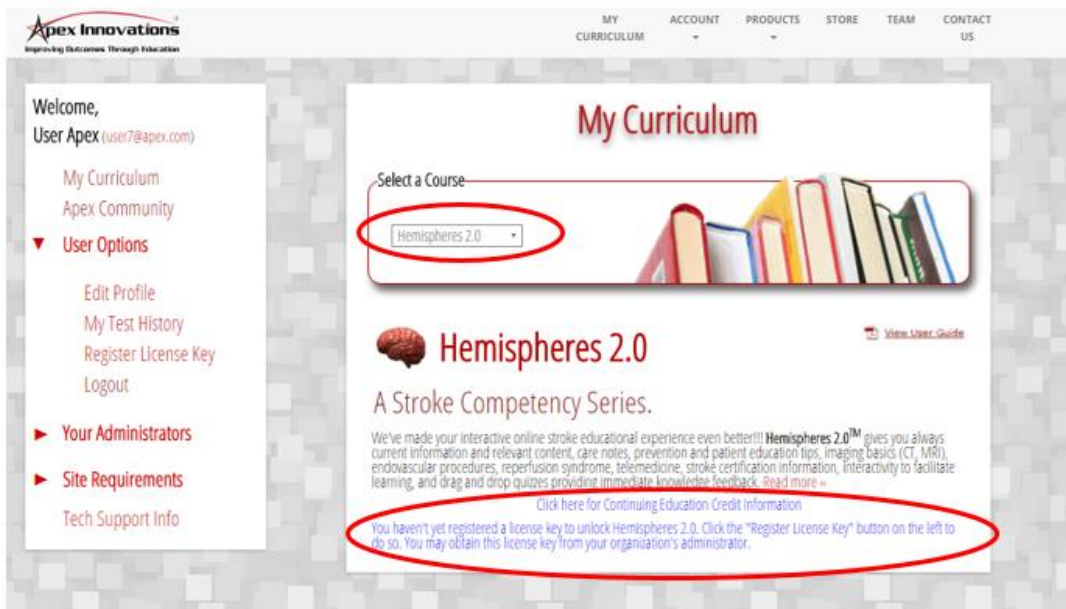 Apex Innovations
Improving Outcomes Through Education
MY CURRICULUM
ACCOUNT
PRODUCTS
STORE
TEAM
CONTACT US
Welcome,
User Apex (user7@apex.com)
My Curriculum
Apex Community
User Options
Edit Profile
My Test History
Register License Key
Logout
Your Administrators
Site Requirements
Tech Support Info
My Curriculum
Select a Course
Hemispheres 2.0
Hemispheres 2.0
View User Guide
A Stroke Competency Series.
We've made your interactive online stroke educational experience even better!!! Hemispheres 2.0™ gives you always
current information and relevant content, care notes, prevention and patient education tips, imaging basics (CT, MRI),
endovascular procedures, reperfusion syndrome, telemedicine, stroke certification information, interactivity to facilitate
learning, and drag and drop quizzes providing immediate knowledge feedback. Read more »
Click here for Continuing Education Credit Information
You haven't yet registered a license key to unlock Hemispheres 2.0. Click the "Register License Key" button on the left to
do so. You may obtain this license key from your organization's administrator.